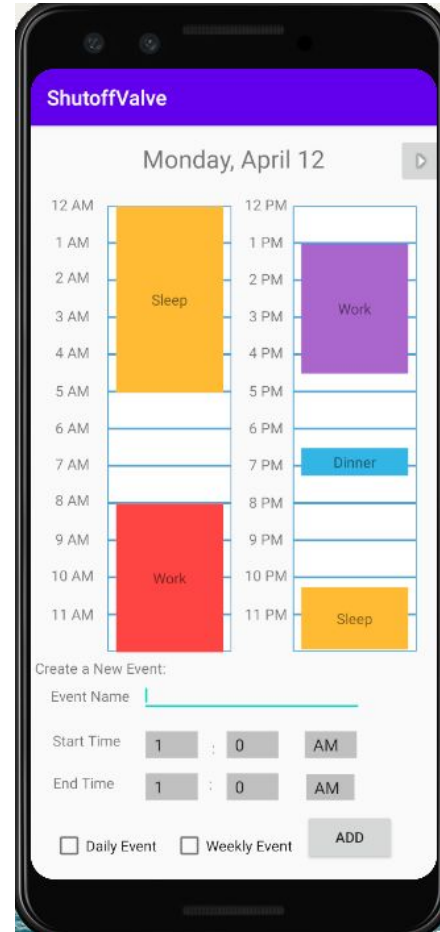 ShutoffValve
Monday, April 12
12 AM
1 AM
2 AM
3 AM
4 AM
5 AM
6 AM
7 AM
8 AM
9 AM
10 AM
11 AM
Sleep
Work
12 PM
1 PM
2 PM
3 PM
4 PM
5 PM
6 PM
7 PM
8 PM
9 PM
10 PM
11 PM
Work
Dinner
Sleep
Create a New Event:
Event Name
Start Time 1 : 0 AM
End Time 1 : 0 AM
Daily Event Weekly Event ADD